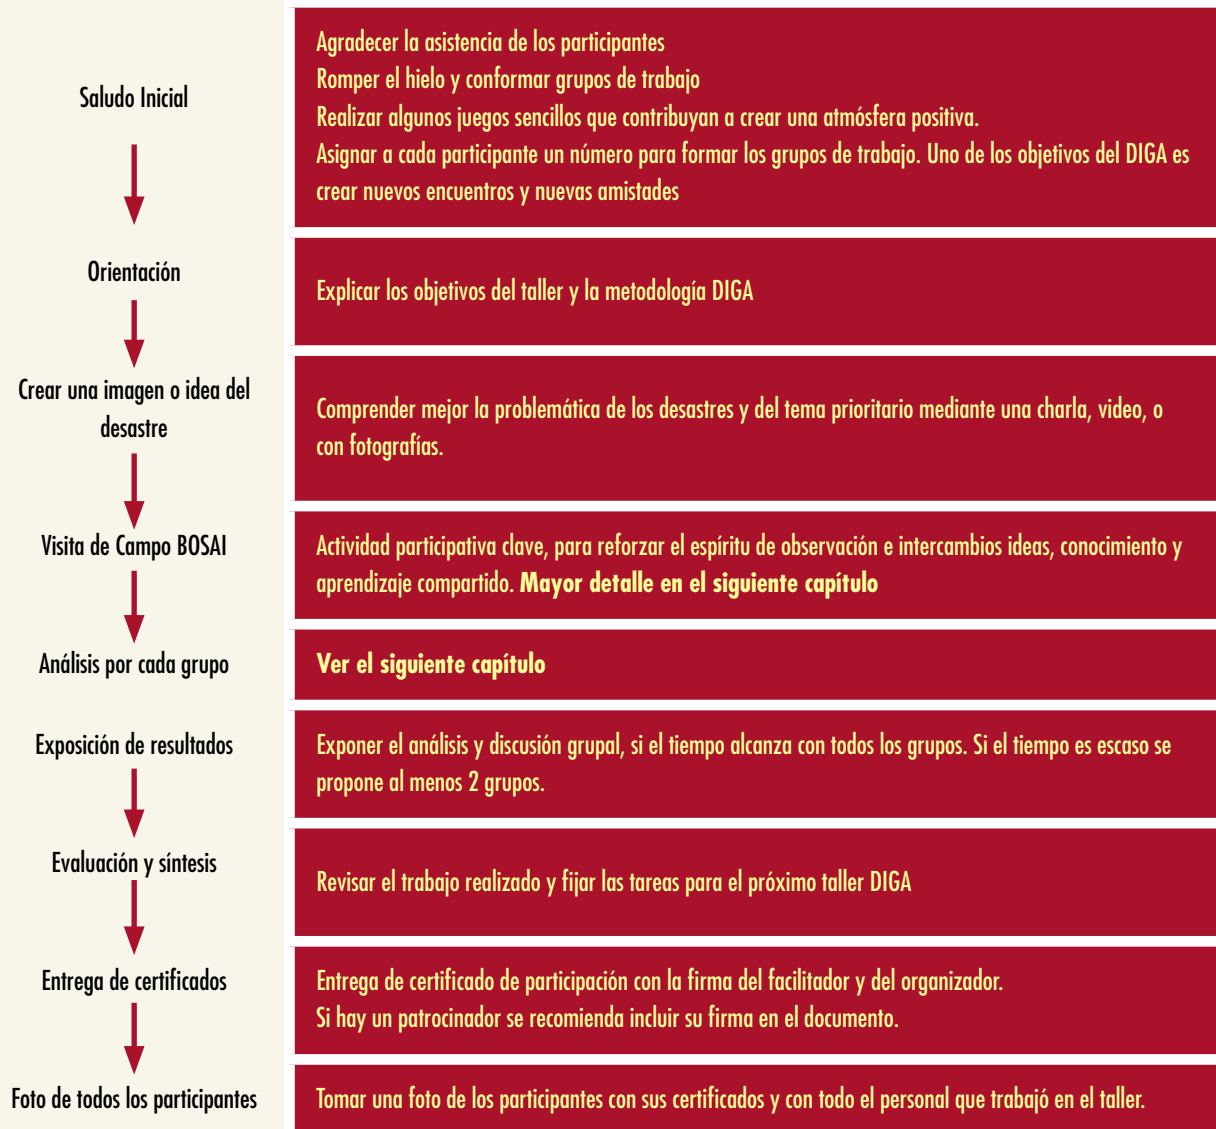 Saludo Inicial
Agradecer la asistencia de los participantes
Romper el hielo y conformar grupos de trabajo
Realizar algunos juegos sencillos que contribuyan a crear una atmósfera positiva.
Asignar a cada participante un número para formar los grupos de trabajo. Uno de los objetivos del DIGA es
crear nuevos encuentros y nuevas amistades
Orientación
Explicar los objetivos del taller y la metodología DIGA
Crear una imagen o idea del
desastre
Comprender mejor la problemática de los desastres y del tema prioritario mediante una charla, video, o
con fotografías.
Visita de Campo BOSAI
Actividad participativa clave, para reforzar el espíritu de observación e intercambios ideas, conocimiento y
aprendizaje compartido. Mayor detalle en el siguiente capítulo
Análisis por cada grupo
Ver el siguiente capítulo
Exposición de resultados
Exponer el análisis y discusión grupal, si el tiempo alcanza con todos los grupos. Si el tiempo es escaso se
propone al menos 2 grupos.
Evaluación y síntesis
Revisar el trabajo realizado y fijar las tareas para el próximo taller DIGA
Entrega de certificados
Entrega de certificado de participación con la firma del facilitador y del organizador.
Si hay un patrocinador se recomienda incluir su firma en el documento.
Foto de todos los participantes
Tomar una foto de los participantes con sus certificados y con todo el personal que trabajó en el taller.